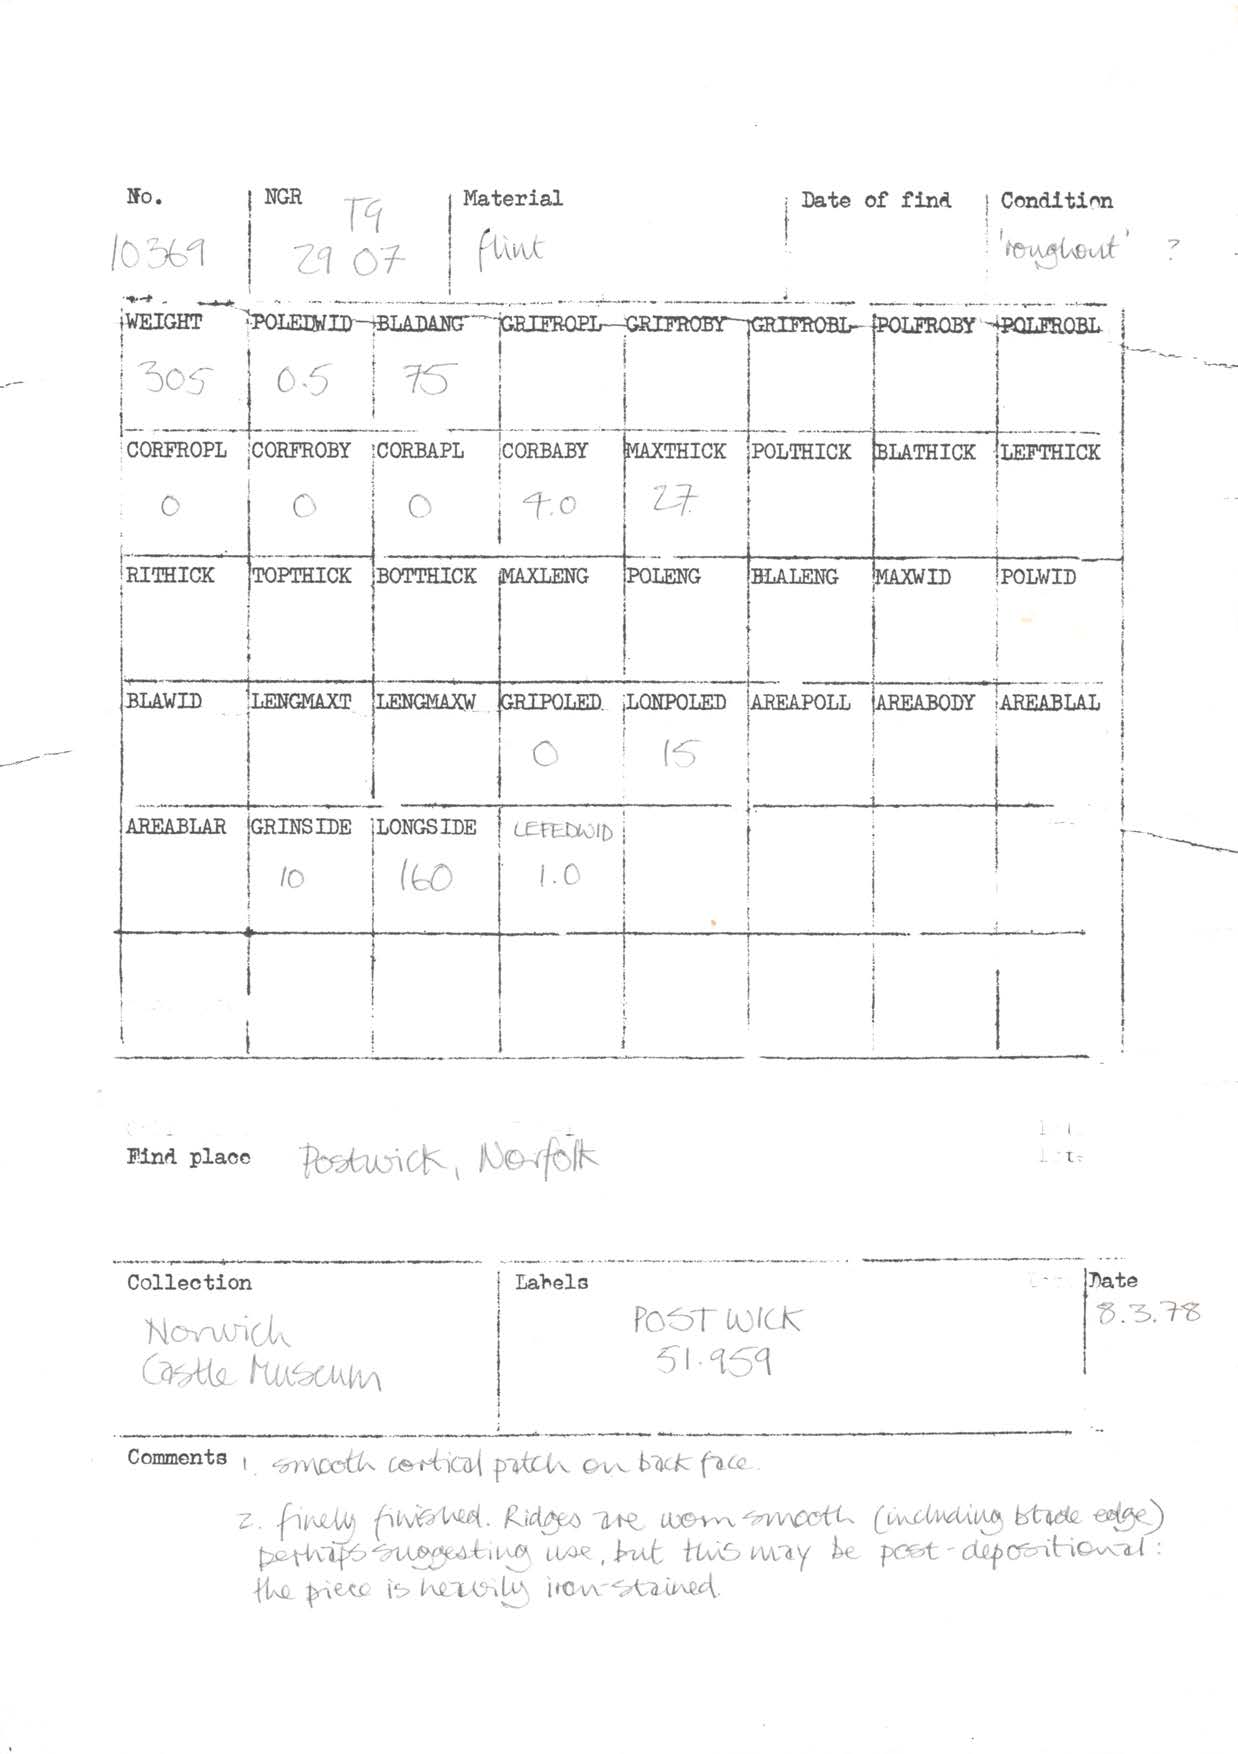 No. NGR Material Date of find Condition
10369 TG 29 07 flint 'roughout' ?
WEIGHT POLEDWID BLADANG GRIFROPL GRIFROBY GRIFROBL POLFROBY POLFROBL
305 0.5 75
CORFROPL CORFROBY CORBAPL CORBABY MAXTHICK POLTHICK BLATHICK LEFTHICK
0 0 0 4.0 27
RITHICK TOPTHICK BOTTHICK MAXLENG POLENG BLALENG MAXWID POLWID
BLAWID LENGMAXT LENGMAXW GRIPOLED LONPOLED AREAPOLL AREABODY AREABLAL
0 15
AREABLAR GRINSIDE LONGSIDE LEFEDWID
10 160 1.0
Find place Postwick, Norfolk
Collection Labels Date
Norwich POSTWICK 8.3.78
Castle Museum 51.959
Comments 1. smooth cortical patch on back face.
2. finely finished. Ridges are worn smooth (including blade edge)
perhaps suggesting use, but this may be post-depositional:
the piece is heavily iron-stained.